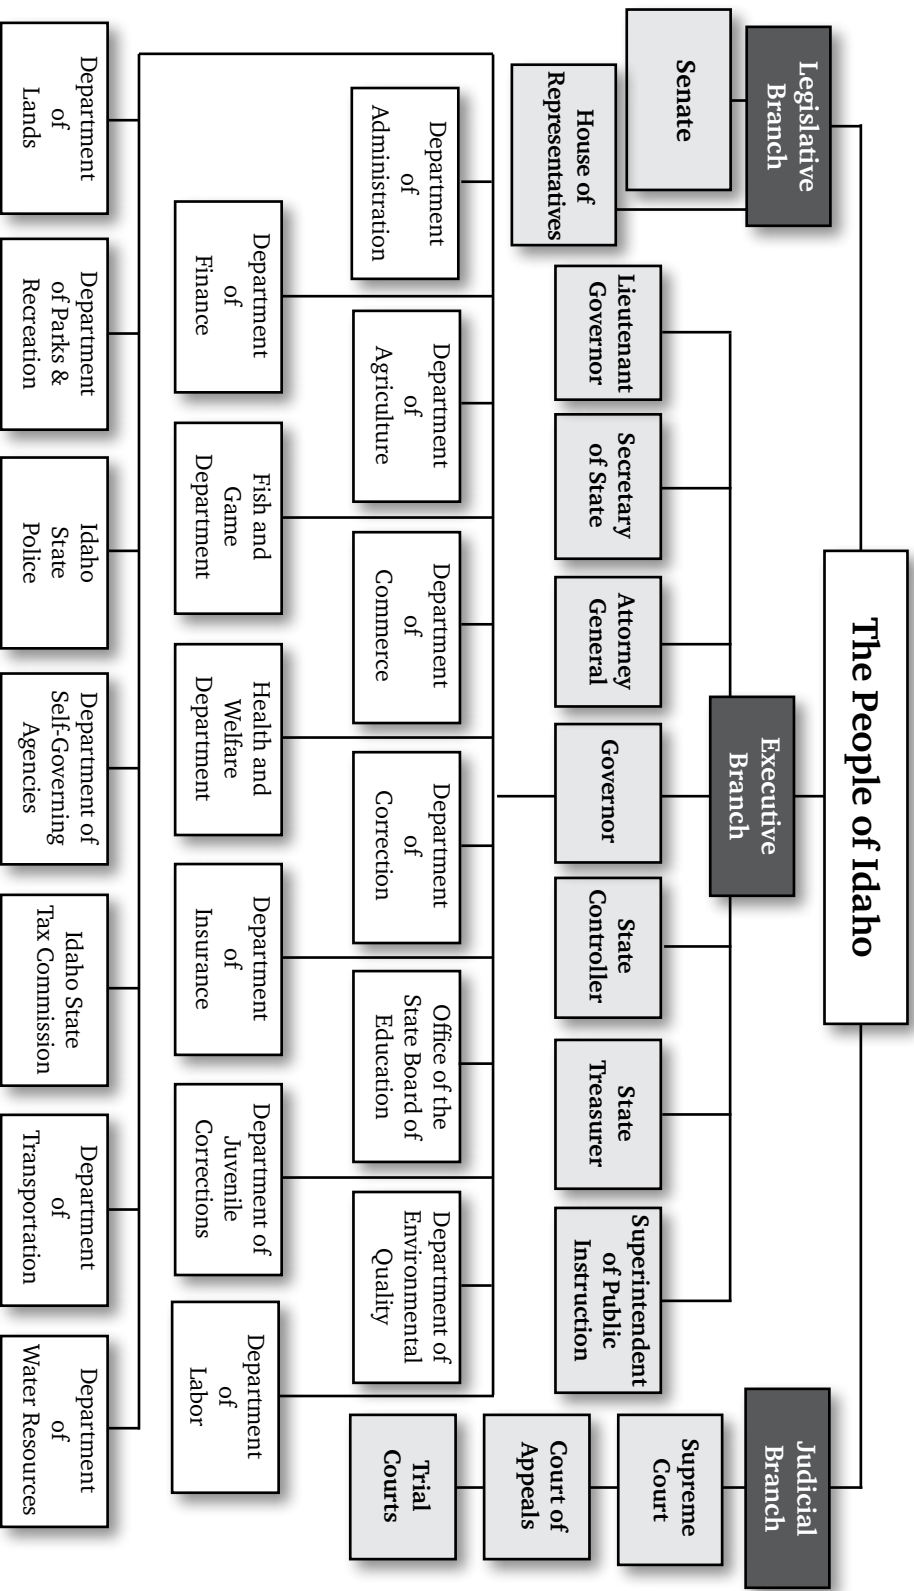 The People of Idaho
Legislative
Branch
Executive
Branch
Judicial
Branch
Senate
House of
Representatives
Lieutenant
Governor
Secretary
of State
Attorney
General
Governor
State
Controller
State
Treasurer
Superintendent
of Public
Instruction
Supreme
Court
Court of
Appeals
Trial
Courts
Department
of
Administration
Department
of
Agriculture
Department
of
Commerce
Department
of
Correction
Office of the
State Board of
Education
Department of
Environmental
Quality
Department
of
Finance
Fish and
Game
Department
Health and
Welfare
Department
Department
of
Insurance
Department of
Juvenile
Corrections
Department
of
Labor
Department
of
Lands
Department
of Parks &
Recreation
Idaho
State
Police
Department of
Self-Governing
Agencies
Idaho State
Tax Commission
Department
of
Transportation
Department
of
Water Resources